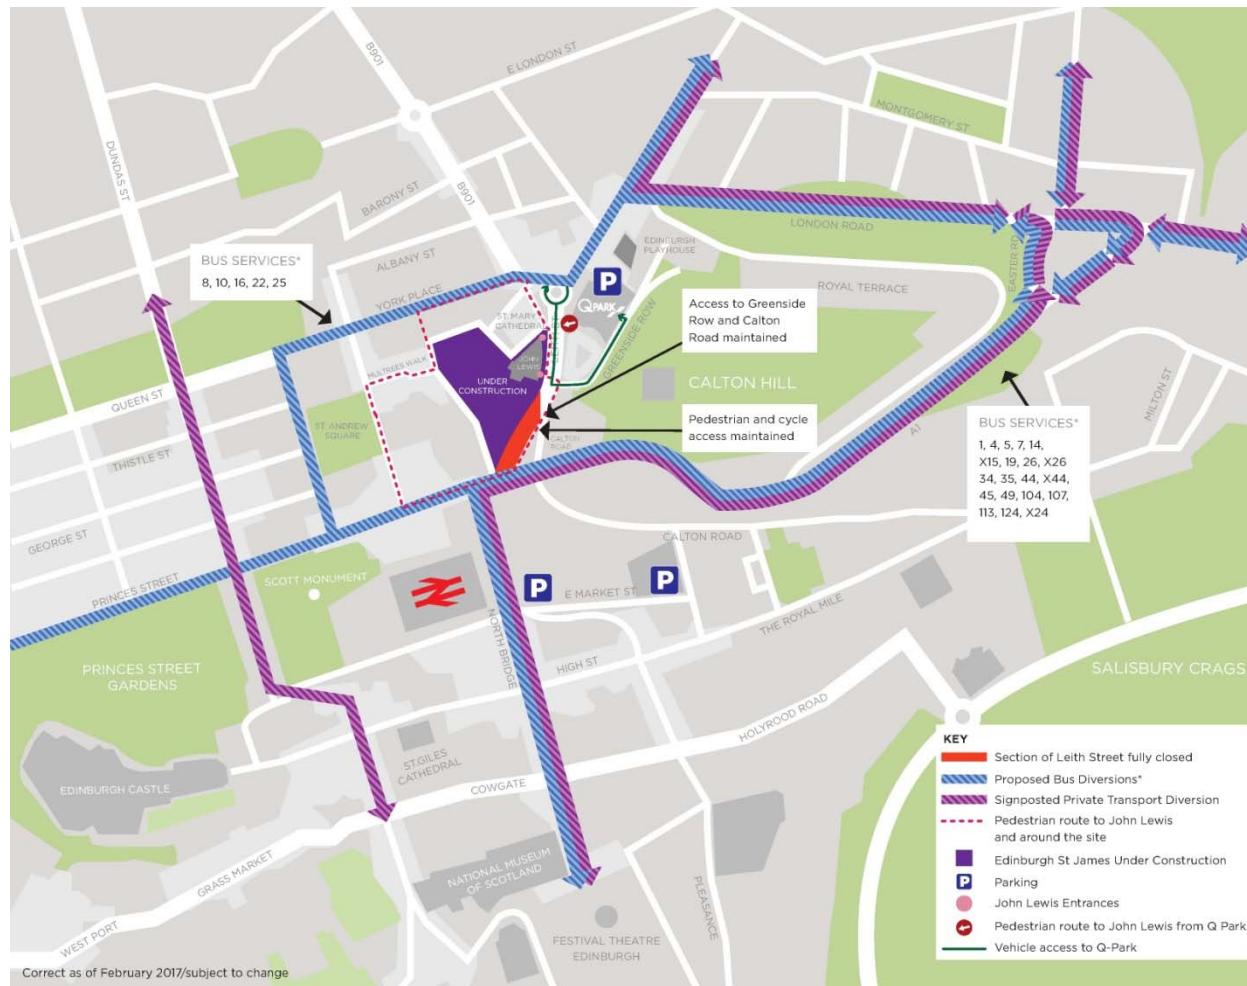 E LONDON ST
B901
DUNDAS ST
MONTGOMERY ST
BARONY ST
B901
LONDON ROAD
EDINBURGH
PLAYHOUSE
EASTER RD
BUS SERVICES*
8, 10, 16, 22, 25
ALBANY ST
YORK PLACE
P
QPARK
ROYAL TERRACE
Access to Greenside
Row and Calton
Road maintained
ST. MARY
CATHEDRAL
GREENSIDE ROW
MULTREES WALK
JOHN
LEWIS
UNDER
CONSTRUCTION
CALTON HILL
QUEEN ST
ST. ANDREW
SQUARE
Pedestrian and cycle
access maintained
CALTON
ROAD
A1
MILTON ST
BUS SERVICES*
1, 4, 5, 7, 14,
X15, 19, 26, X26
34, 35, 44, X44,
45, 49, 104, 107,
113, 124, X24
THISTLE ST
GEORGE ST
CALTON ROAD
PRINCES STREET
SCOTT MONUMENT
P
P
E MARKET ST
THE ROYAL MILE
NORTH BRIDGE
HIGH ST
PRINCES STREET
GARDENS
SALISBURY CRAGS
HOLYROOD ROAD
ST.GILES
CATHEDRAL
EDINBURGH CASTLE
COWGATE
GRASS MARKET
NATIONAL MUSEUM
OF SCOTLAND
PLEASANCE
WEST PORT
FESTIVAL THEATRE
EDINBURGH
KEY
Section of Leith Street fully closed
Proposed Bus Diversions*
Signposted Private Transport Diversion
Pedestrian route to John Lewis
and around the site
Edinburgh St James Under Construction
P
Parking
John Lewis Entrances
Pedestrian route to John Lewis from Q Park
Vehicle access to Q-Park
Correct as of February 2017/subject to change